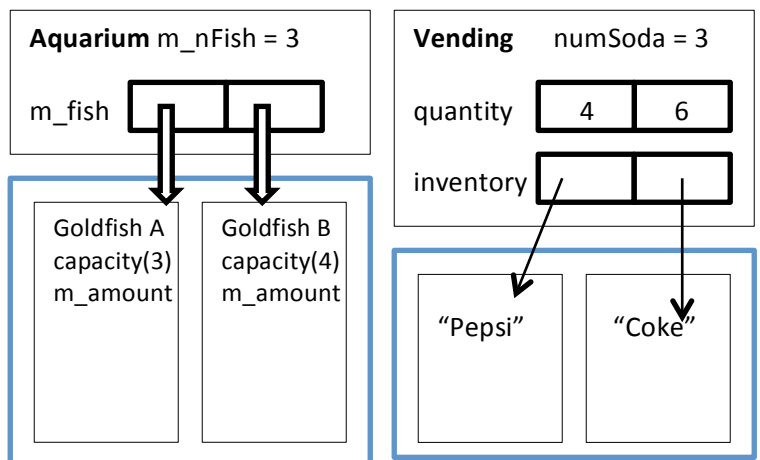 Aquarium m_nFish = 3
m_fish
Goldfish A
capacity(3)
m_amount
Goldfish B
capacity(4)
m_amount
Vending numSoda = 3
quantity 4 6
inventory
“Pepsi”
“Coke”